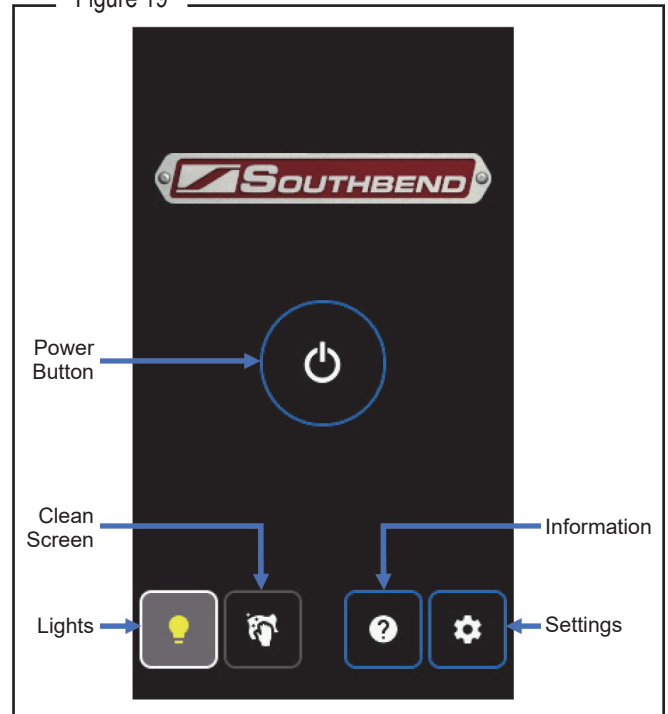 Figure 19
SOUTHBEND
Power
Button
Clean
Screen
Information
Lights
Settings